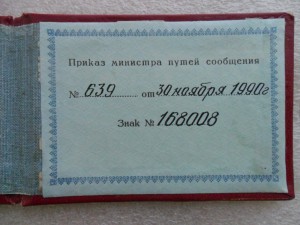 Приказ министра путей сообщения
№ 639 от 30 ноября 1990г
Знак № 168008